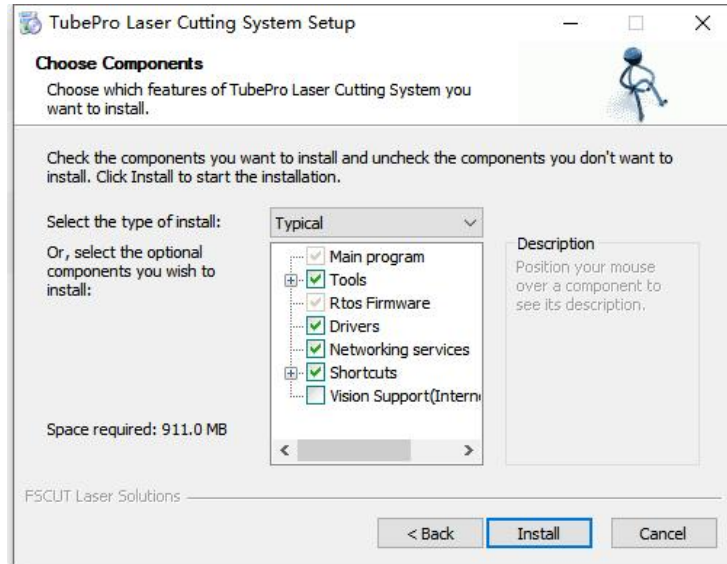 TubePro Laser Cutting System Setup
Choose Components
Choose which features of TubePro Laser Cutting System you
want to install.
Check the components you want to install and uncheck the components you don't want to
install. Click Install to start the installation.
Select the type of install:
Typical
Or, select the optional
components you wish to
install:
Main program
Tools
Rtos Firmware
Drivers
Networking services
Shortcuts
Vision Support(Intern
Description
Position your mouse
over a component to
see its description.
Space required: 911.0 MB
FSCUT Laser Solutions
< Back
Install
Cancel